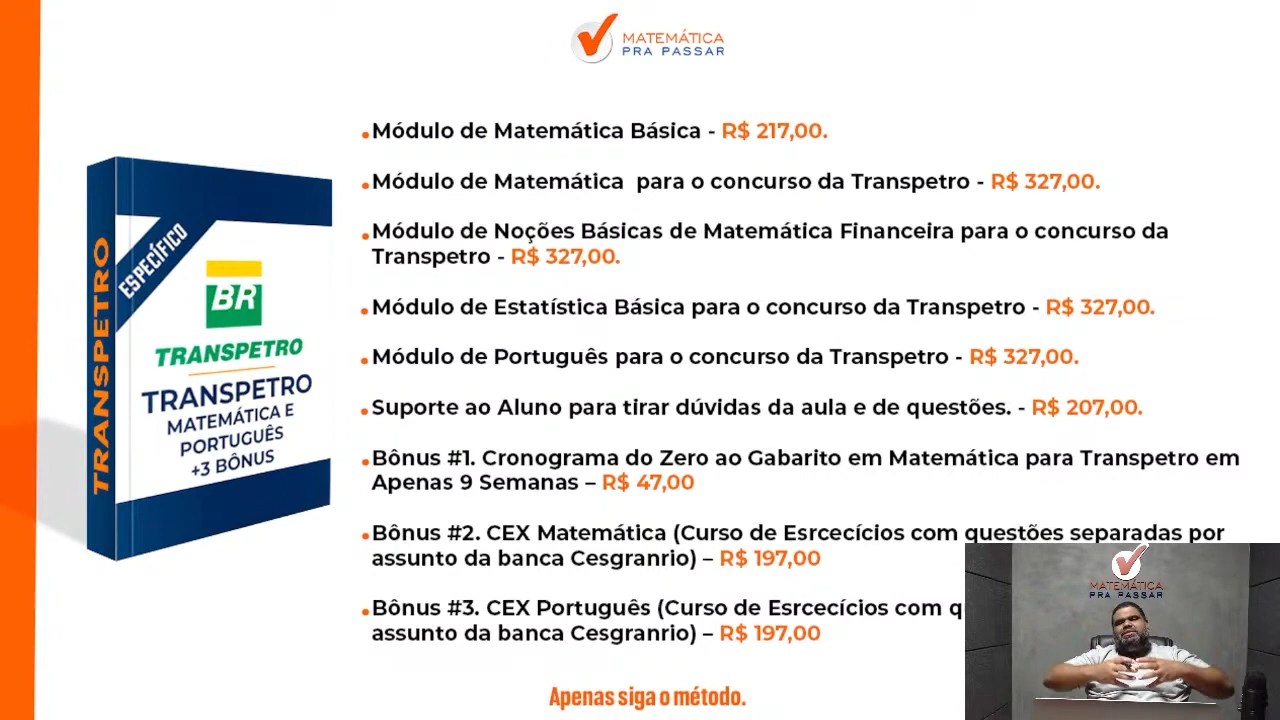 MATEMÁTICA
PRA PASSAR
•Módulo de Matemática Básica - R$ 217,00.
•Módulo de Matemática para o concurso da Transpetro - R$ 327,00.
•Módulo de Noções Básicas de Matemática Financeira para o concurso da
Transpetro - R$ 327,00.
•Módulo de Estatística Básica para o concurso da Transpetro - R$ 327,00.
•Módulo de Português para o concurso da Transpetro - R$ 327,00.
•Suporte ao Aluno para tirar dúvidas da aula e de questões. - R$ 207,00.
•Bônus #1. Cronograma do Zero ao Gabarito em Matemática para Transpetro em
Apenas 9 Semanas – R$ 47,00
•Bônus #2. CEX Matemática (Curso de Esrcecícios com questões separadas por
assunto da banca Cesgranrio) – R$ 197,00
•Bônus #3. CEX Português (Curso de Esrcecícios com q
assunto da banca Cesgranrio) – R$ 197,00
Apenas siga o método.
TRANSPETRO
ESPECÍFICO
BR
TRANSPETRO
TRANSPETRO
MATEMÁTICA E
PORTUGUÊS
+3 BÔNUS
MATEMÁTICA
PRA PASSAR